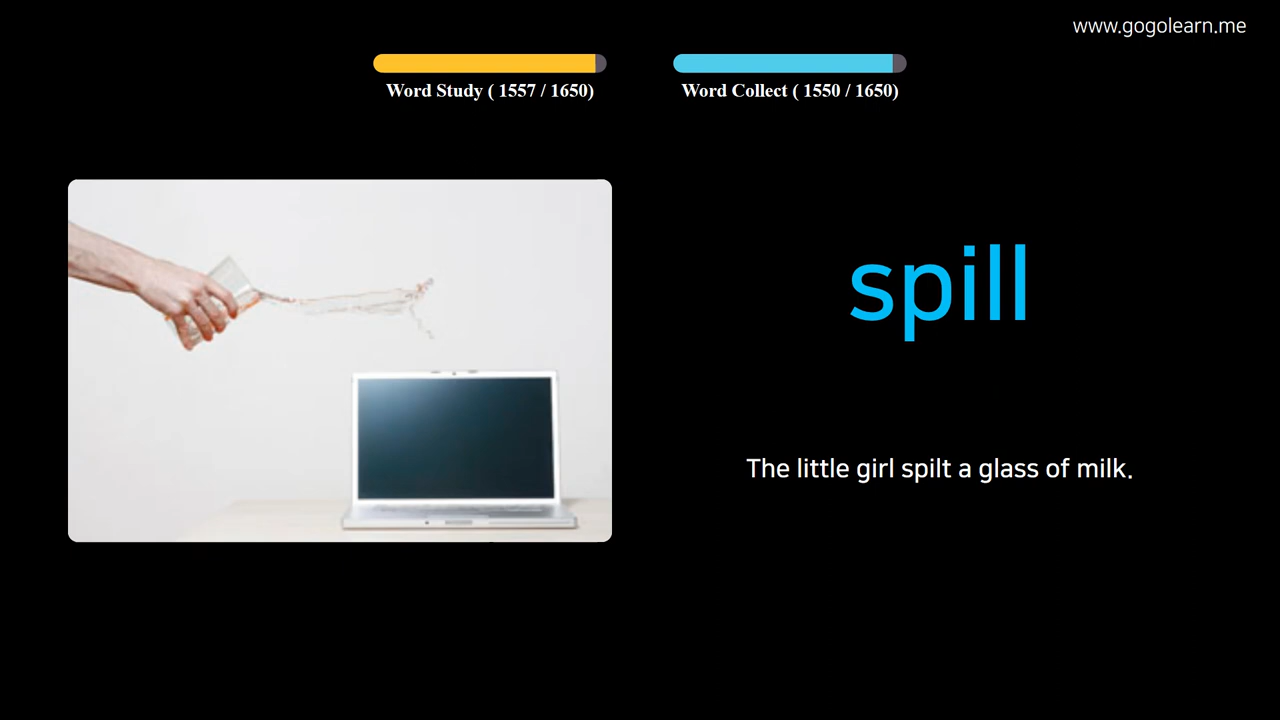 www.gogolearn.me
Word Study ( 1557 / 1650)
Word Collect ( 1550 / 1650)
spill
The little girl spilt a glass of milk.